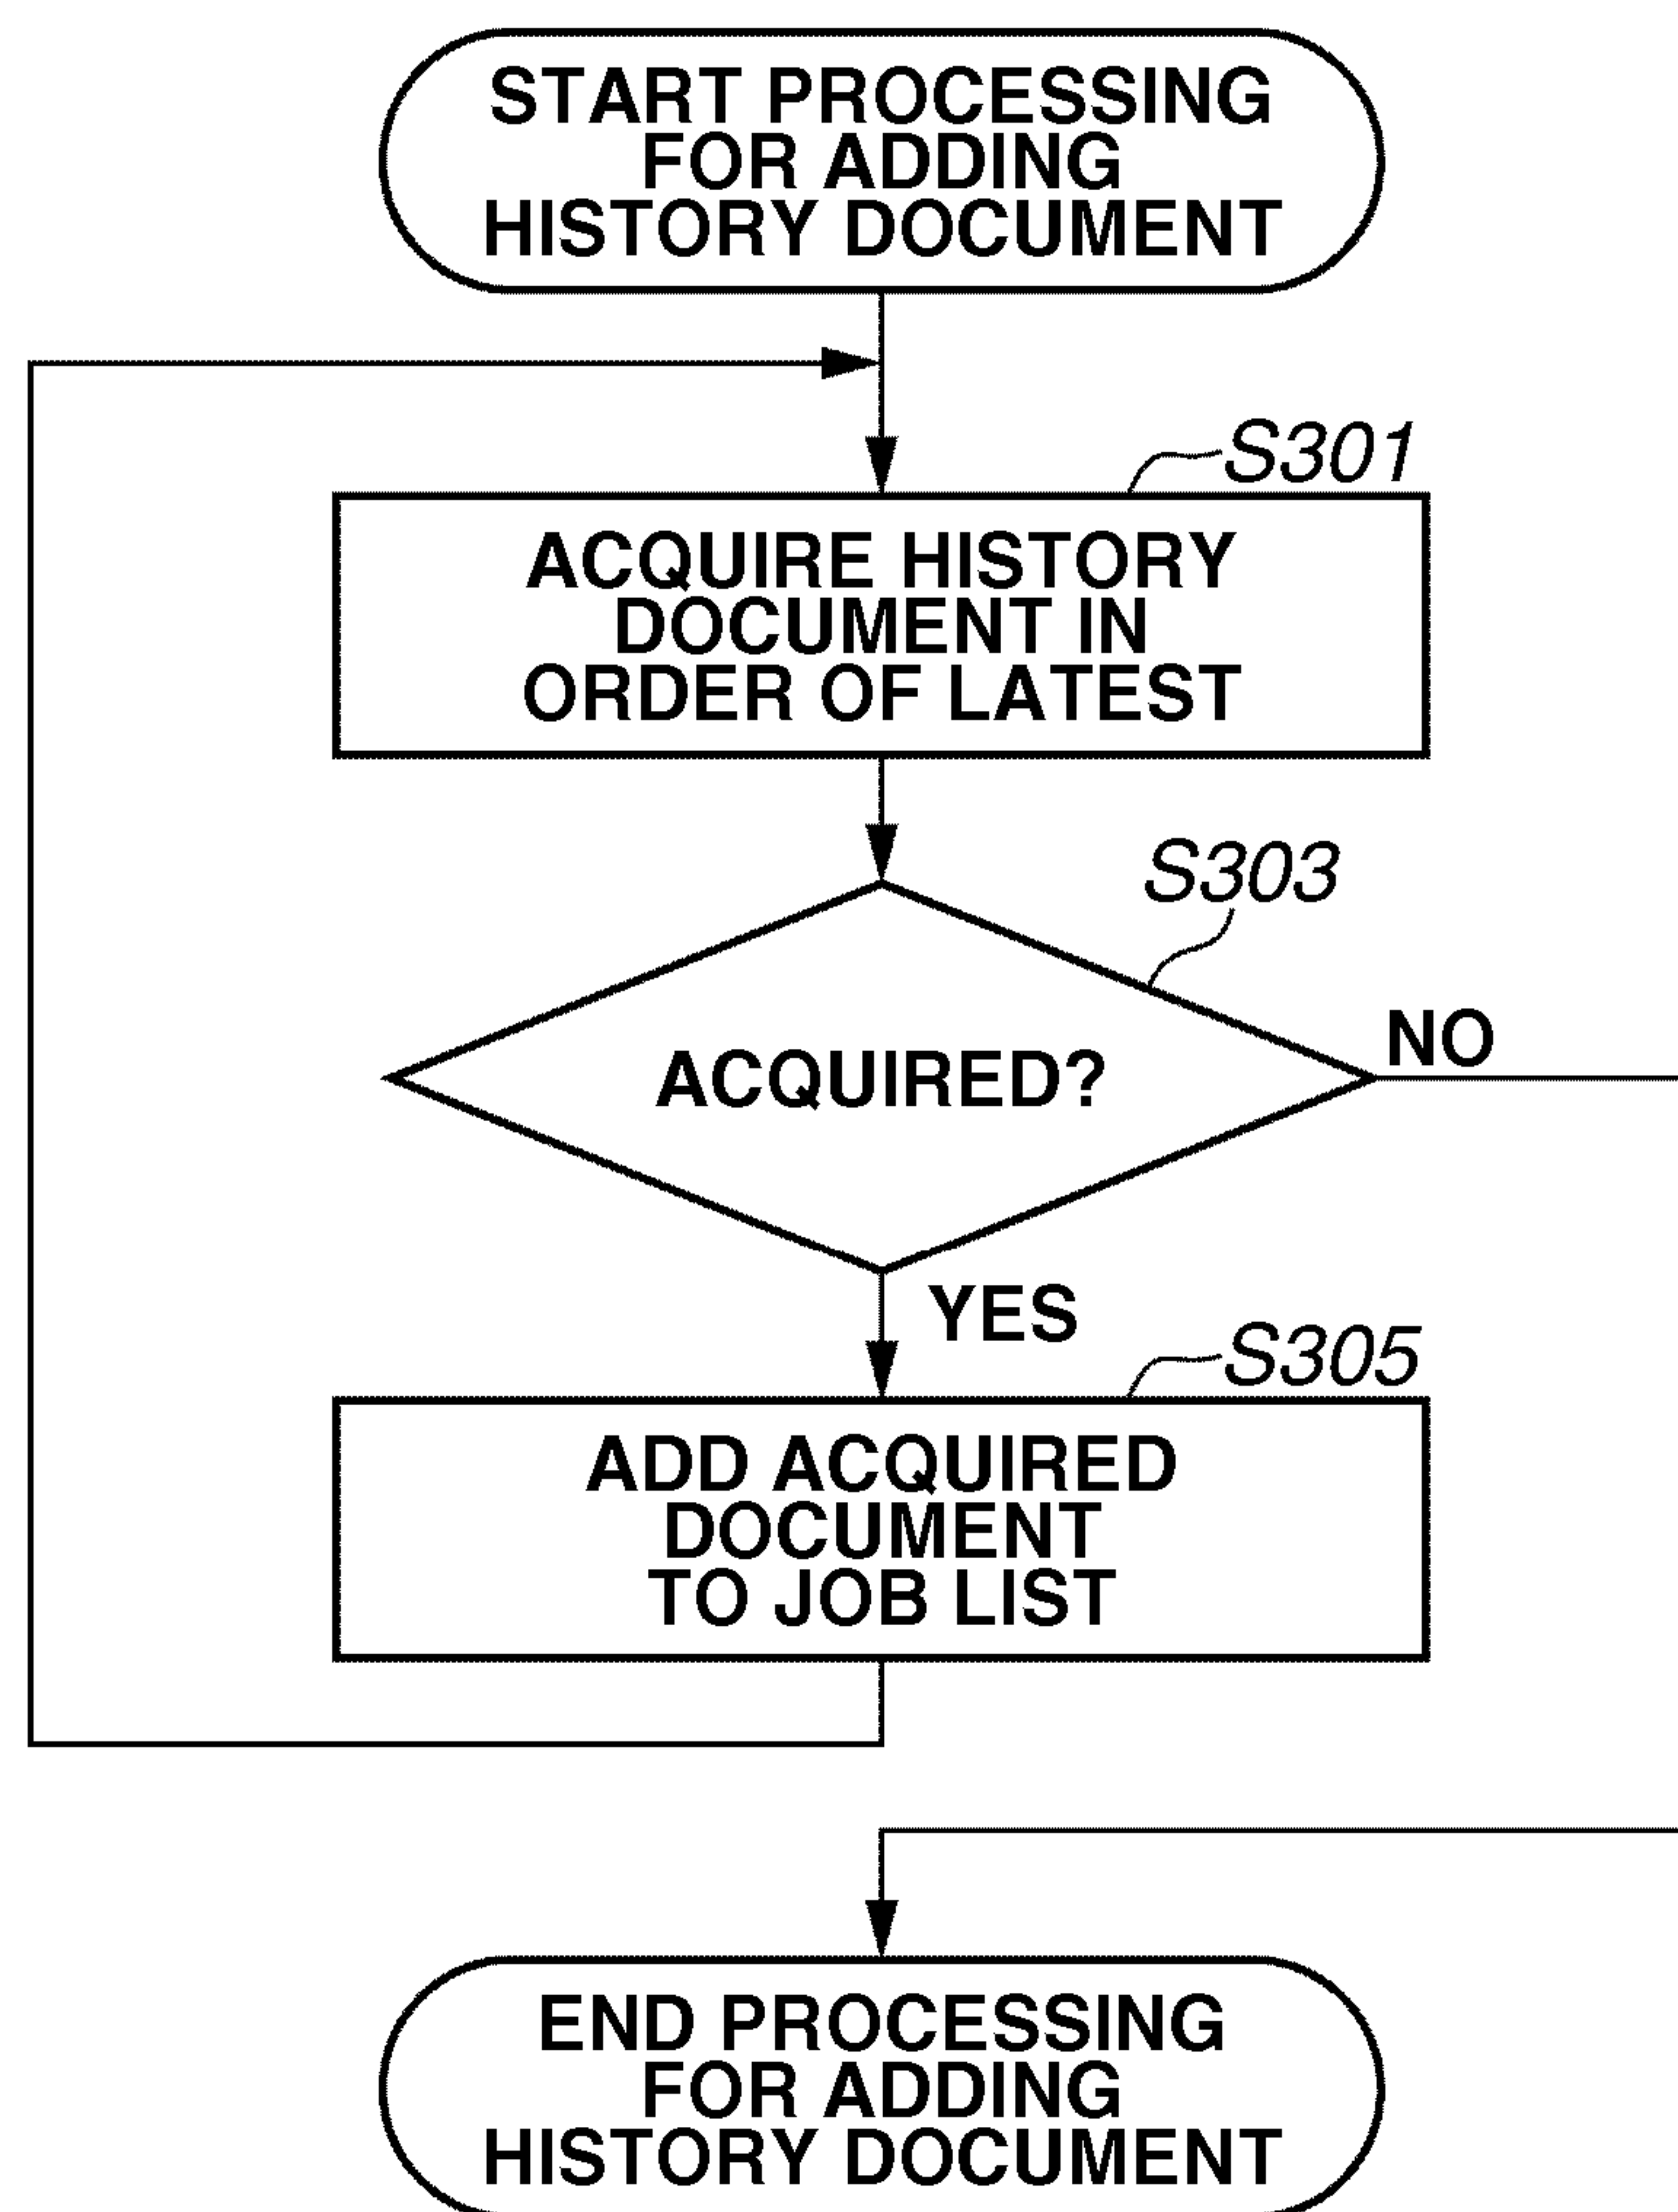 START PROCESSING
FOR ADDING
HISTORY DOCUMENT
S301
ACQUIRE HISTORY
DOCUMENT IN
ORDER OF LATEST
S303
ACQUIRED?
NO
YES
S305
ADD ACQUIRED
DOCUMENT
TO JOB LIST
END PROCESSING
FOR ADDING
HISTORY DOCUMENT